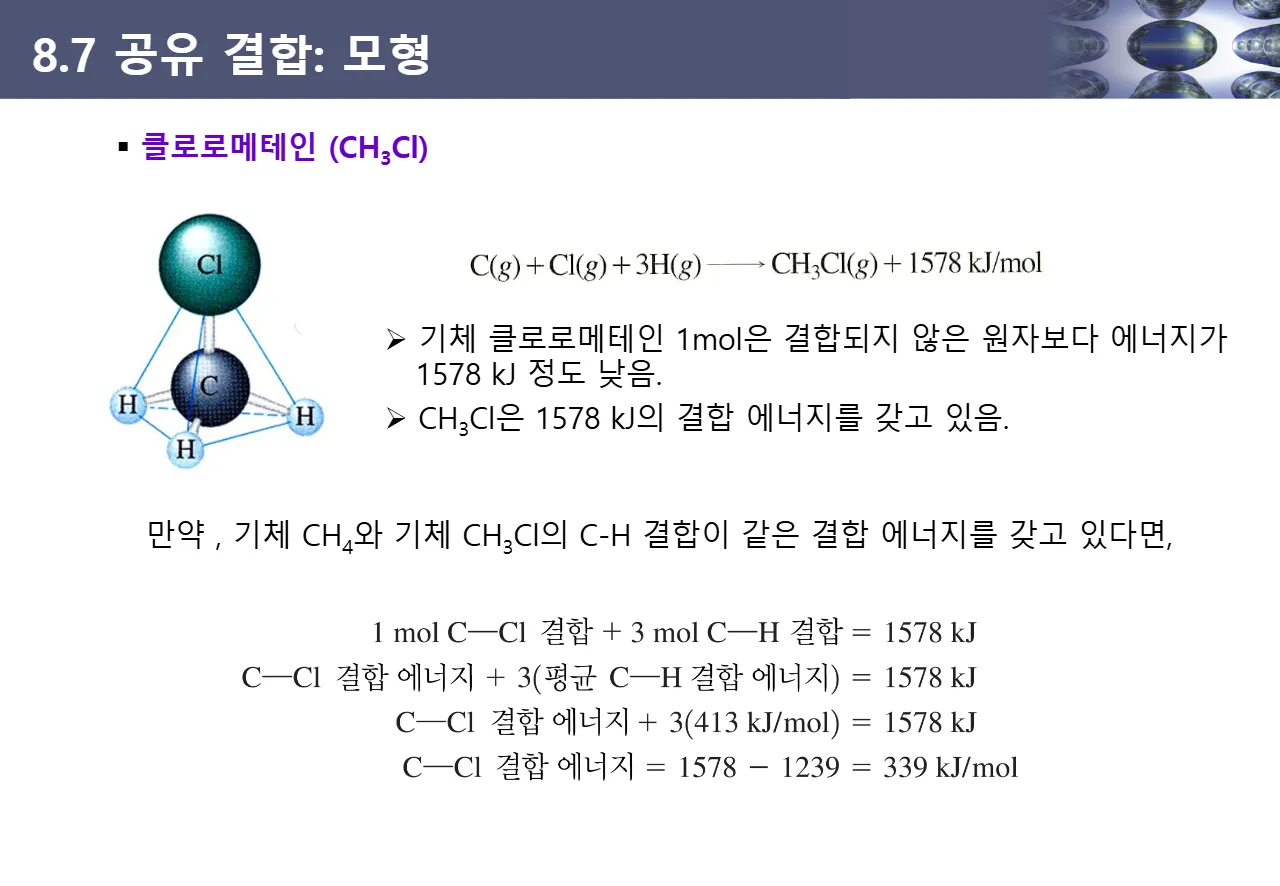 8.7 공유 결합: 모형
▪ 클로로메테인 (CH₃Cl)
Cl
C
H
H
H
C(g)+Cl(g)+3H(g)⟶CH₃Cl(g)+1578 kJ/mol
➢ 기체 클로로메테인 1mol은 결합되지 않은 원자보다 에너지가
1578 kJ 정도 낮음.
➢ CH₃Cl은 1578 kJ의 결합 에너지를 갖고 있음.
만약 , 기체 CH₄와 기체 CH₃Cl의 C-H 결합이 같은 결합 에너지를 갖고 있다면,
1 mol C—Cl 결합 + 3 mol C—H 결합 = 1578 kJ
C—Cl 결합 에너지 + 3(평균 C—H 결합 에너지) = 1578 kJ
C—Cl 결합 에너지 + 3(413 kJ/mol) = 1578 kJ
C—Cl 결합 에너지 = 1578 − 1239 = 339 kJ/mol